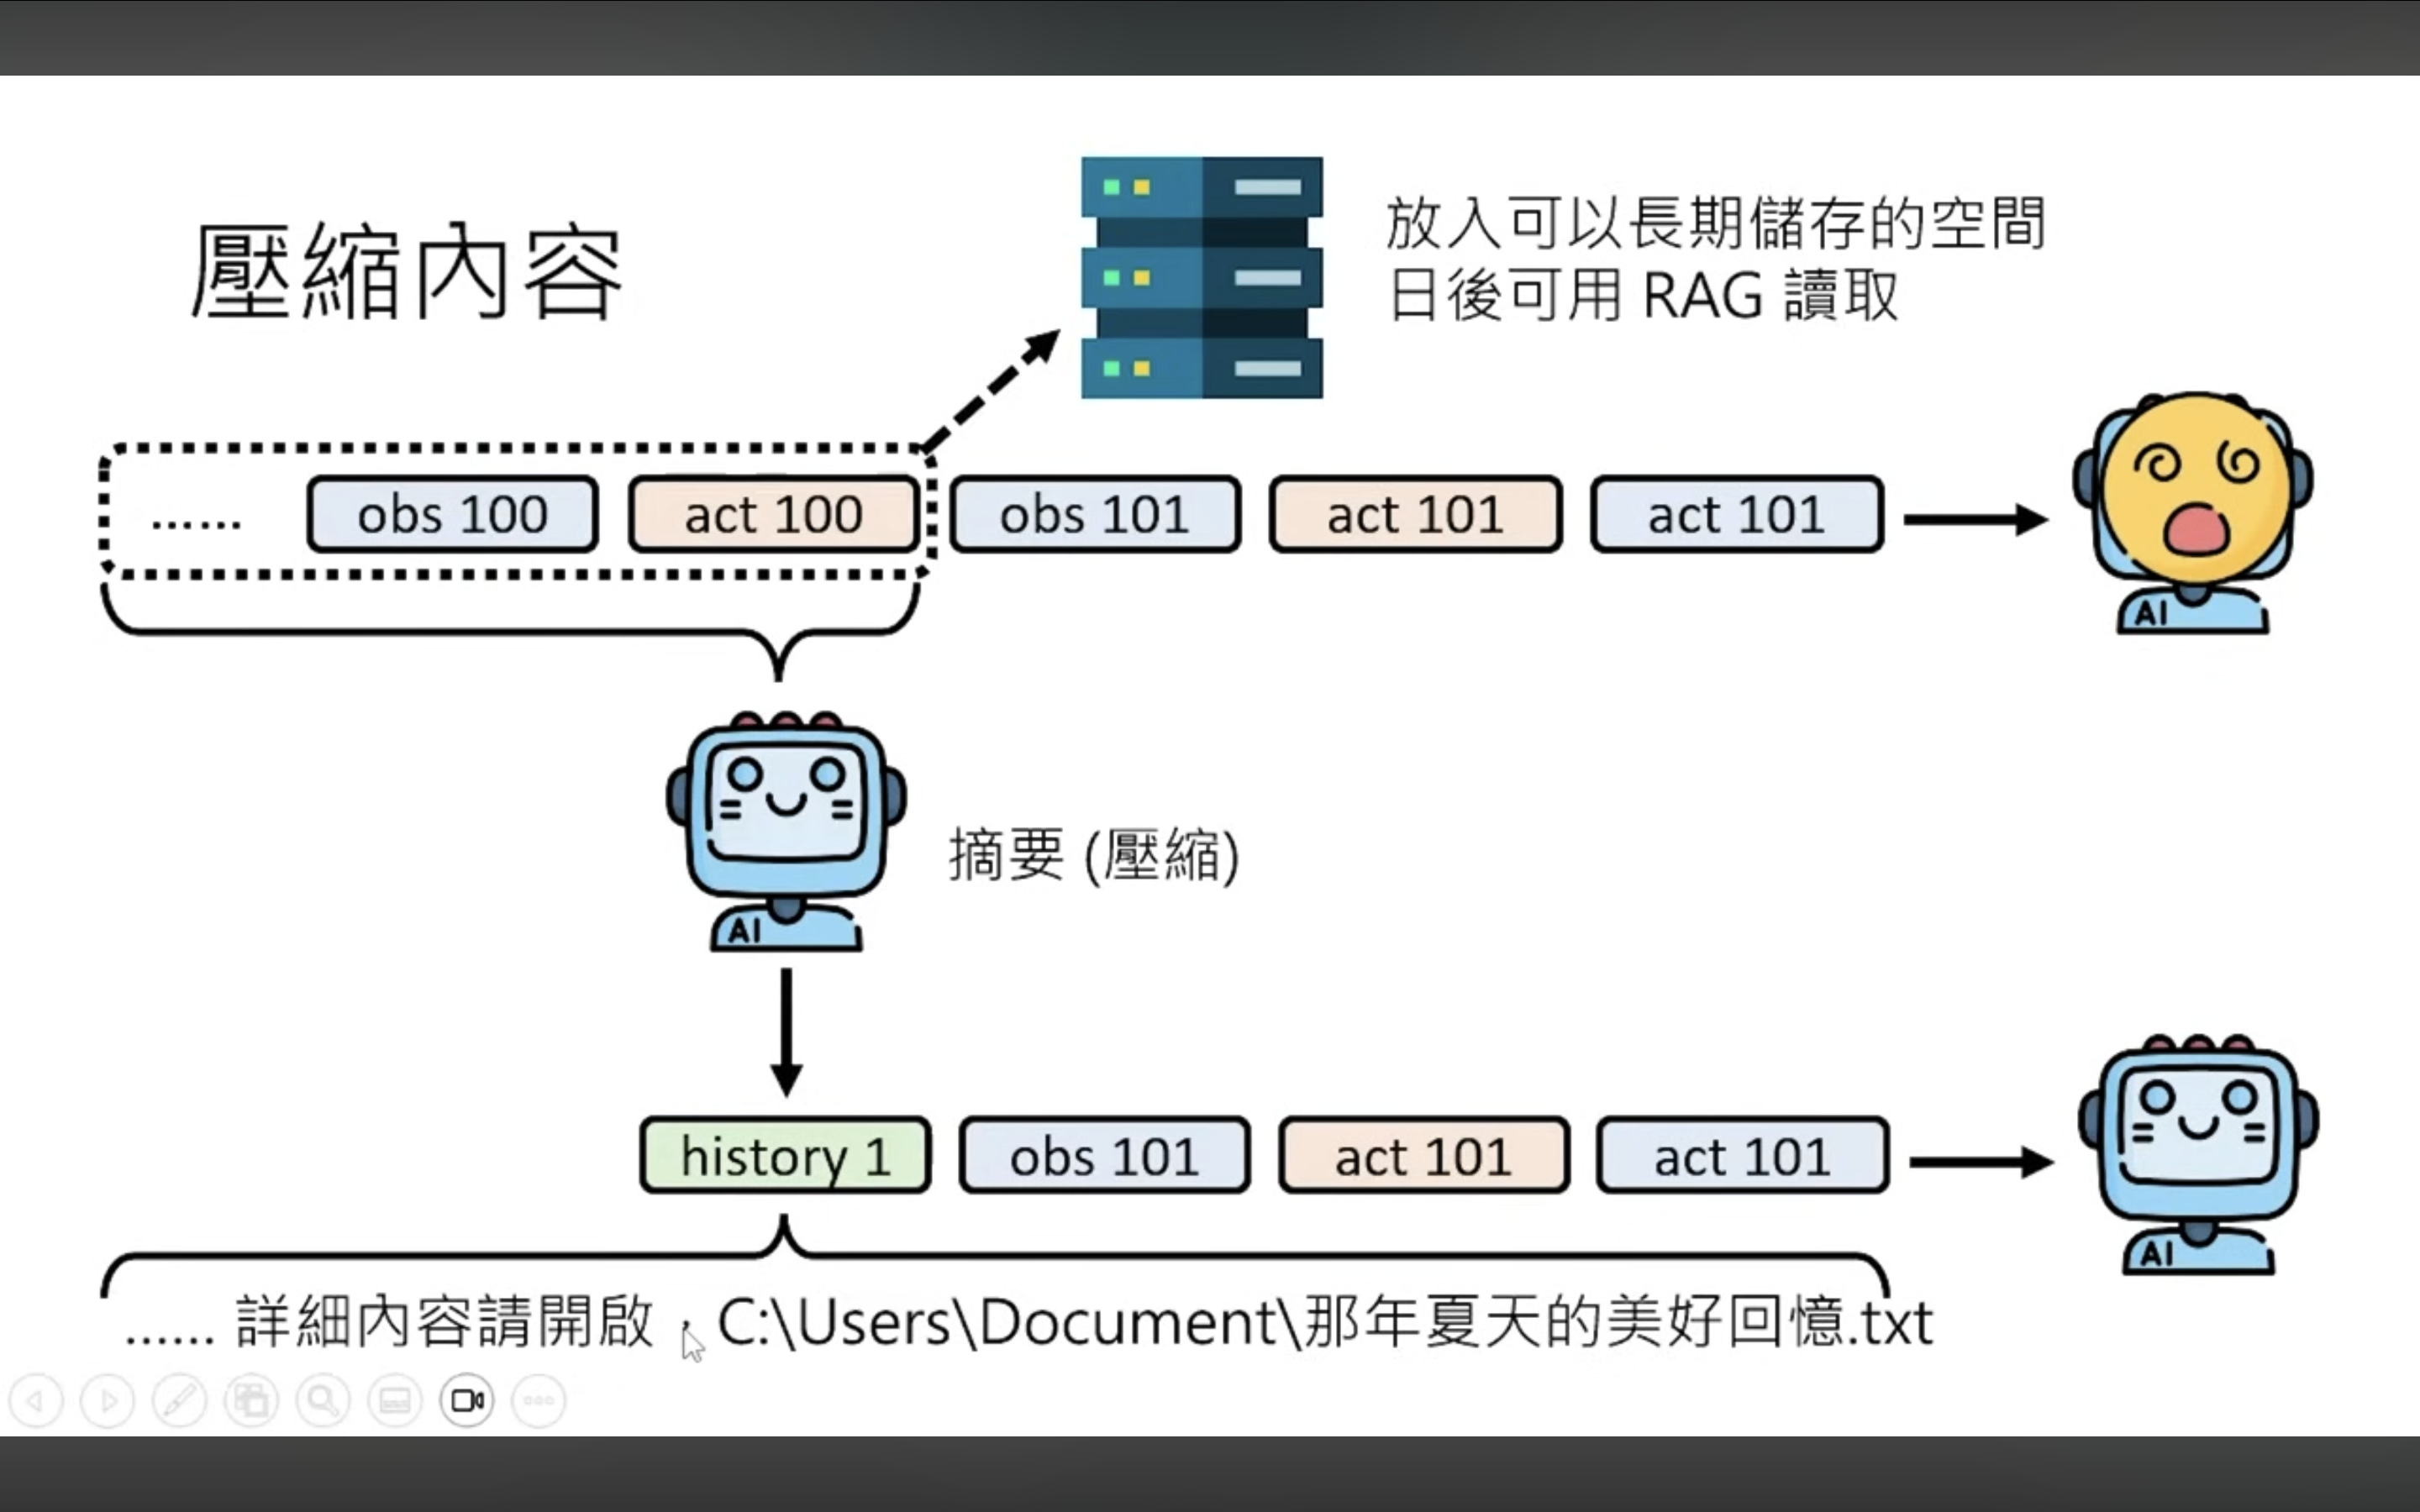 壓縮內容
放入可以長期儲存的空間
日後可用 RAG 讀取
...... obs 100 act 100 obs 101 act 101 act 101
AI
摘要 (壓縮)
AI
history 1 obs 101 act 101 act 101
AI
...... 詳細內容請開啟，C:\Users\Document\那年夏天的美好回憶.txt